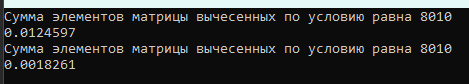 Сумма элементов матрицы вычесенных по условию равна 8010
0.0124597
Сумма элементов матрицы вычесенных по условию равна 8010
0.0018261